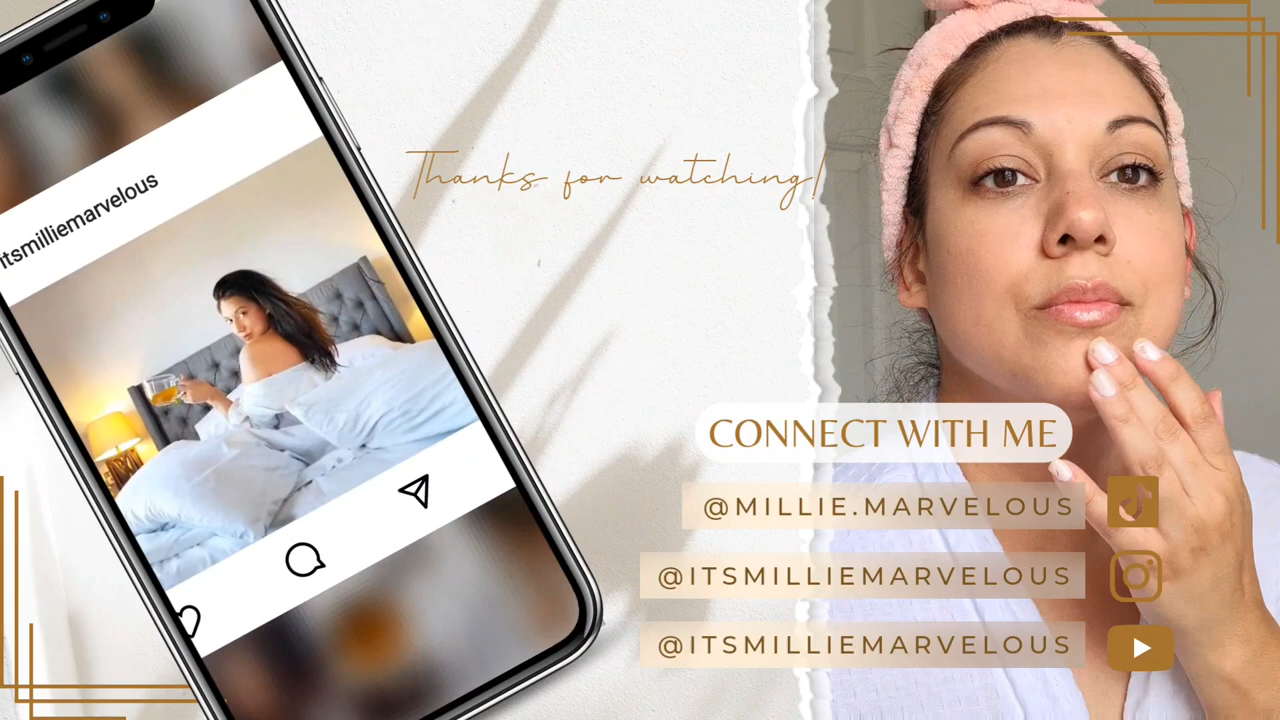 itsmilliemarvelous
Thanks for watching!
CONNECT WITH ME
@MILLIE.MARVELOUS
@ITSMILLIEMARVELOUS
@ITSMILLIEMARVELOUS